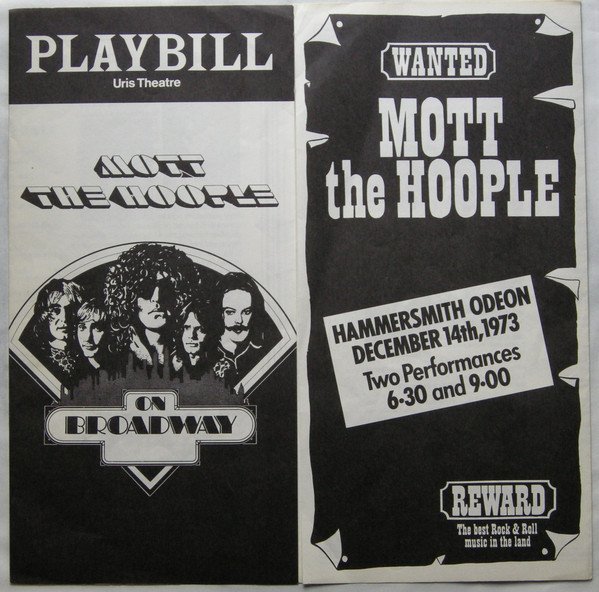 PLAYBILL
Uris Theatre
MOTT
THE HOOPLE
ON
BROADWAY
WANTED
MOTT
the HOOPLE
HAMMERSMITH ODEON
DECEMBER 14th, 1973
Two Performances
6·30 and 9·00
REWARD
The best Rock & Roll
music in the land